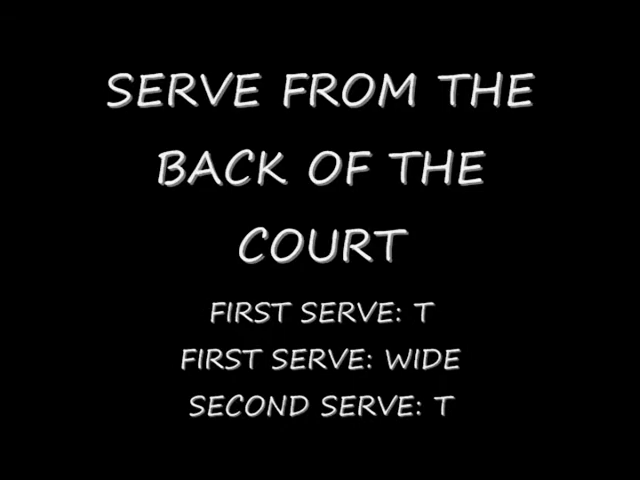 SERVE FROM THE
BACK OF THE
COURT
FIRST SERVE: T
FIRST SERVE: WIDE
SECOND SERVE: T